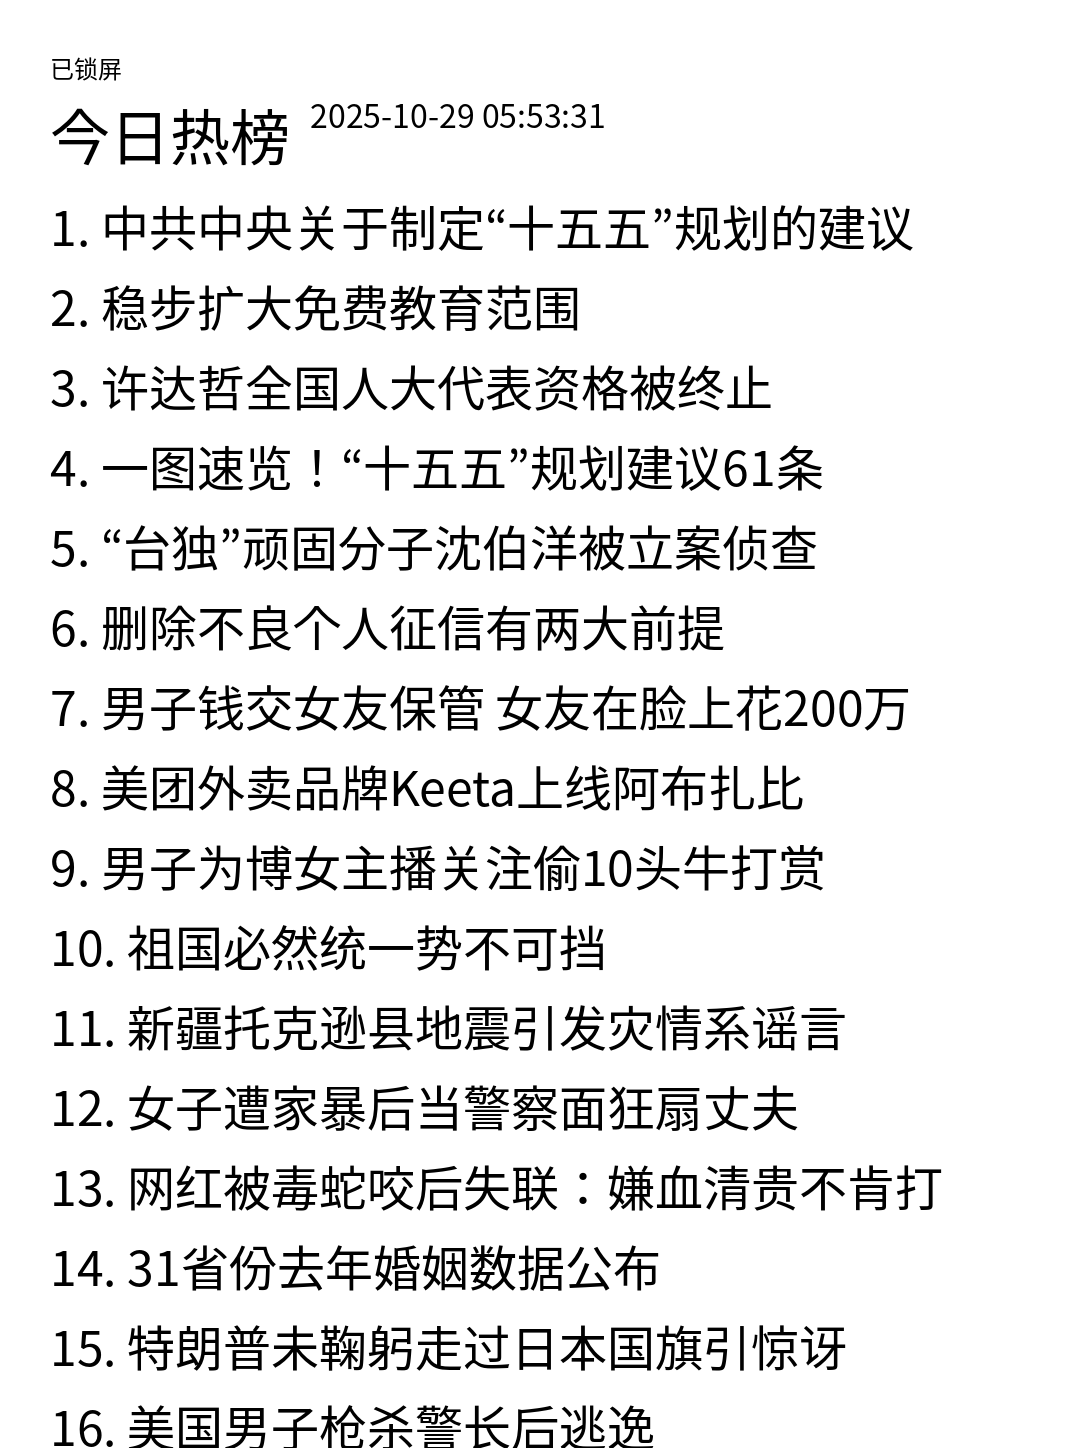 已锁屏
今日热榜 2025-10-29 05:53:31
1. 中共中央关于制定“十五五”规划的建议
2. 稳步扩大免费教育范围
3. 许达哲全国人大代表资格被终止
4. 一图速览！“十五五”规划建议61条
5. “台独”顽固分子沈伯洋被立案侦查
6. 删除不良个人征信有两大前提
7. 男子钱交女友保管 女友在脸上花200万
8. 美团外卖品牌Keeta上线阿布扎比
9. 男子为博女主播关注偷10头牛打赏
10. 祖国必然统一势不可挡
11. 新疆托克逊县地震引发灾情系谣言
12. 女子遭家暴后当警察面狂扇丈夫
13. 网红被毒蛇咬后失联：嫌血清贵不肯打
14. 31省份去年婚姻数据公布
15. 特朗普未鞠躬走过日本国旗引惊讶
16. 美国男子枪杀警长后逃逸